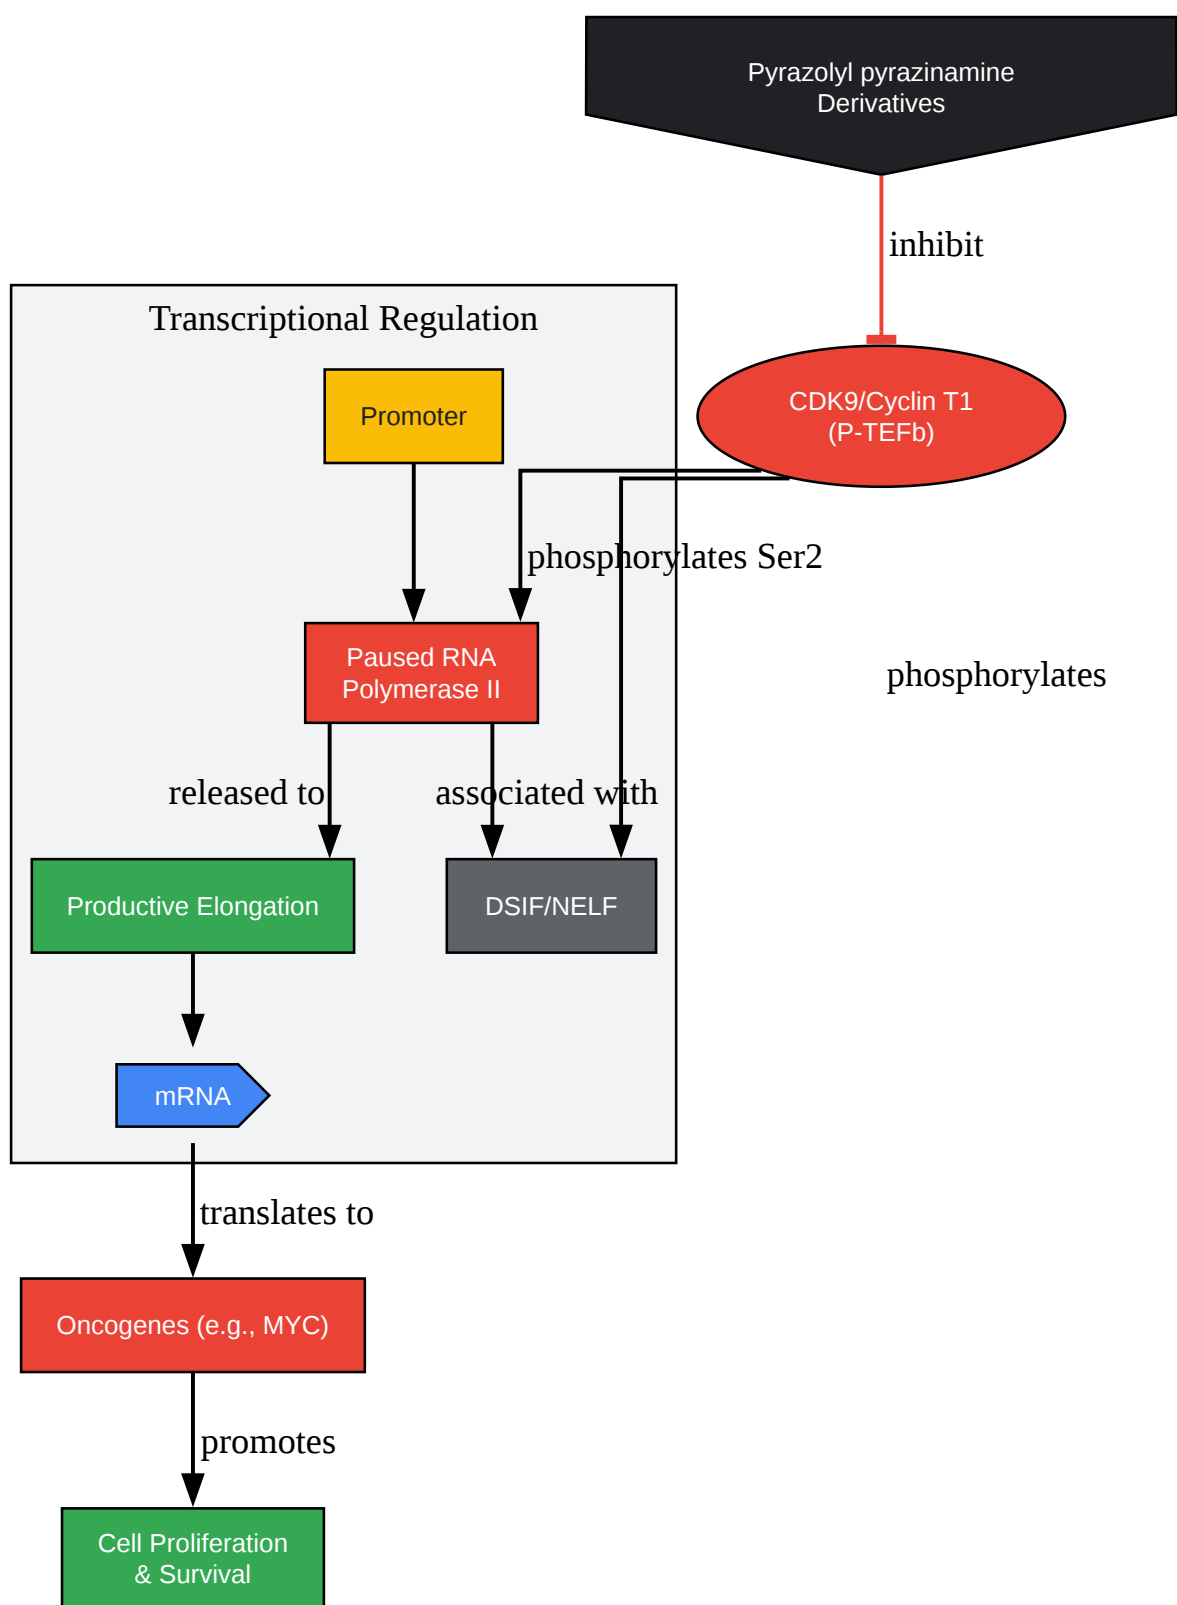 Pyrazolyl pyrazinamine
Derivatives
inhibit
Transcriptional Regulation
Promoter
CDK9/Cyclin T1
(P-TEFb)
phosphorylates Ser2
Paused RNA
Polymerase II
phosphorylates
released to
associated with
Productive Elongation
DSIF/NELF
mRNA
translates to
Oncogenes (e.g., MYC)
promotes
Cell Proliferation
& Survival